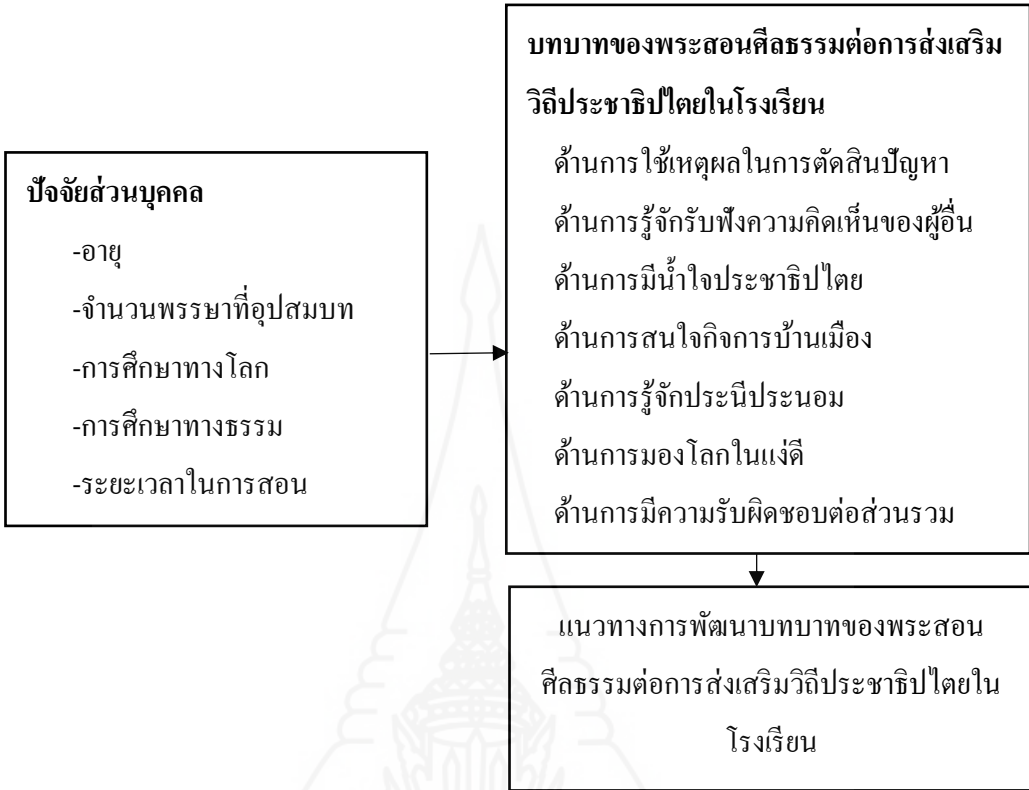 ปัจจัยส่วนบุคคล
-อายุ
-จำนวนพรรษาที่อุปสมบท
-การศึกษาทางโลก
-การศึกษาทางธรรม
-ระยะเวลาในการสอน
บทบาทของพระสอนศีลธรรมต่อการส่งเสริม
วิถีประชาธิปไตยในโรงเรียน
ด้านการใช้เหตุผลในการตัดสินปัญหา
ด้านการรู้จักรับฟังความคิดเห็นของผู้อื่น
ด้านการมีน้ำใจประชาธิปไตย
ด้านการสนใจกิจการบ้านเมือง
ด้านการรู้จักประนีประนอม
ด้านการมองโลกในแง่ดี
ด้านการมีความรับผิดชอบต่อส่วนรวม
แนวทางการพัฒนาบทบาทของพระสอน
ศีลธรรมต่อการส่งเสริมวิถีประชาธิปไตยใน
โรงเรียน